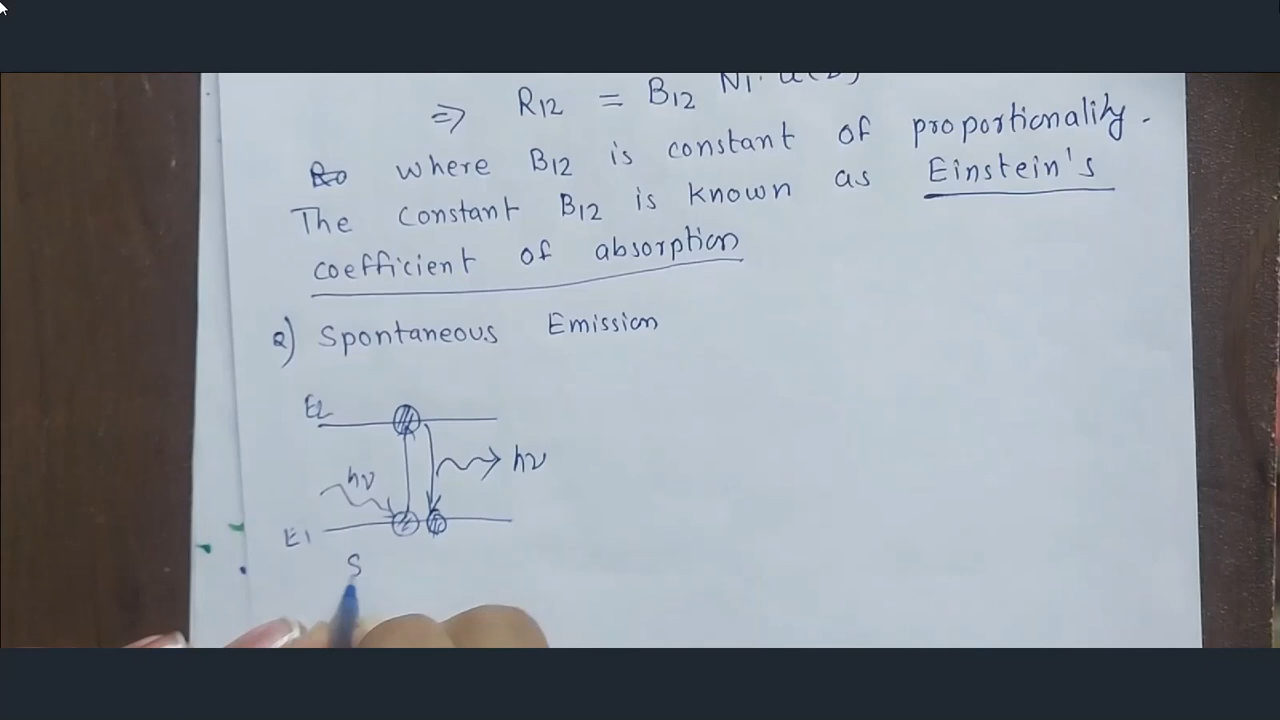 ⇒ R12 = B12 N1.
where B12 is constant of proportionality.
The constant B12 is known as Einstein's
coefficient of absorption
2) Spontaneous Emission
E2
hν
hν
E1
S